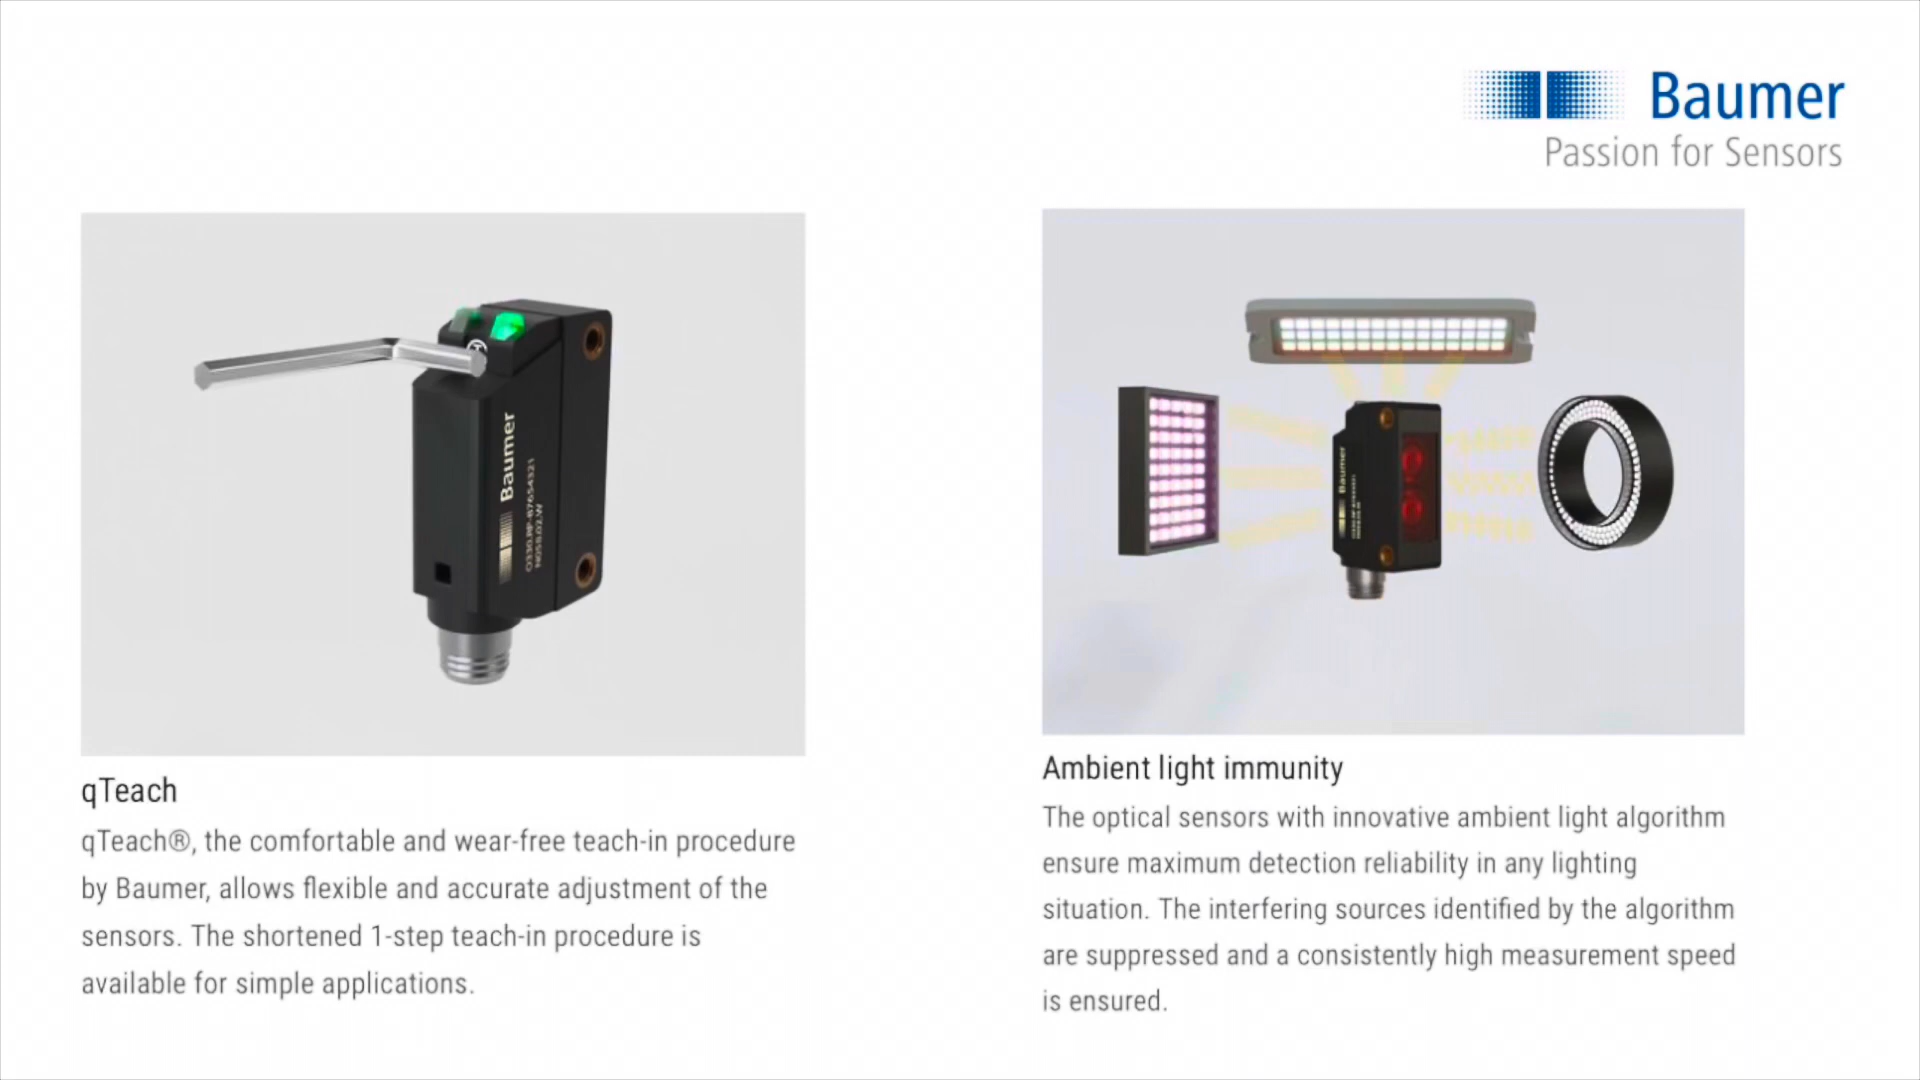 Baumer
Passion for Sensors
Baumer
O330.RP-87654321
Baumer
qTeach
qTeach®, the comfortable and wear-free teach-in procedure
by Baumer, allows flexible and accurate adjustment of the
sensors. The shortened 1-step teach-in procedure is
available for simple applications.
Ambient light immunity
The optical sensors with innovative ambient light algorithm
ensure maximum detection reliability in any lighting
situation. The interfering sources identified by the algorithm
are suppressed and a consistently high measurement speed
is ensured.